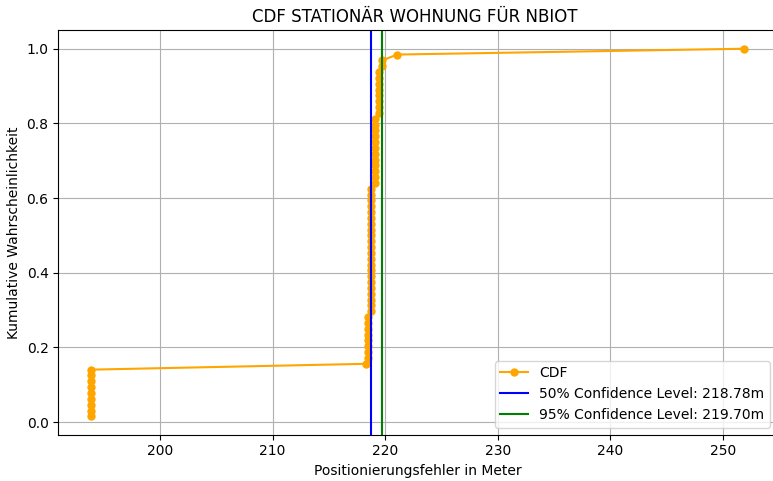 CDF STATIONÄR WOHNUNG FÜR NBIOT
Kumulative Wahrscheinlichkeit
1.0
0.8
0.6
0.4
0.2
0.0
CDF
50% Confidence Level: 218.78m
95% Confidence Level: 219.70m
200 210 220 230 240 250
Positionierungsfehler in Meter